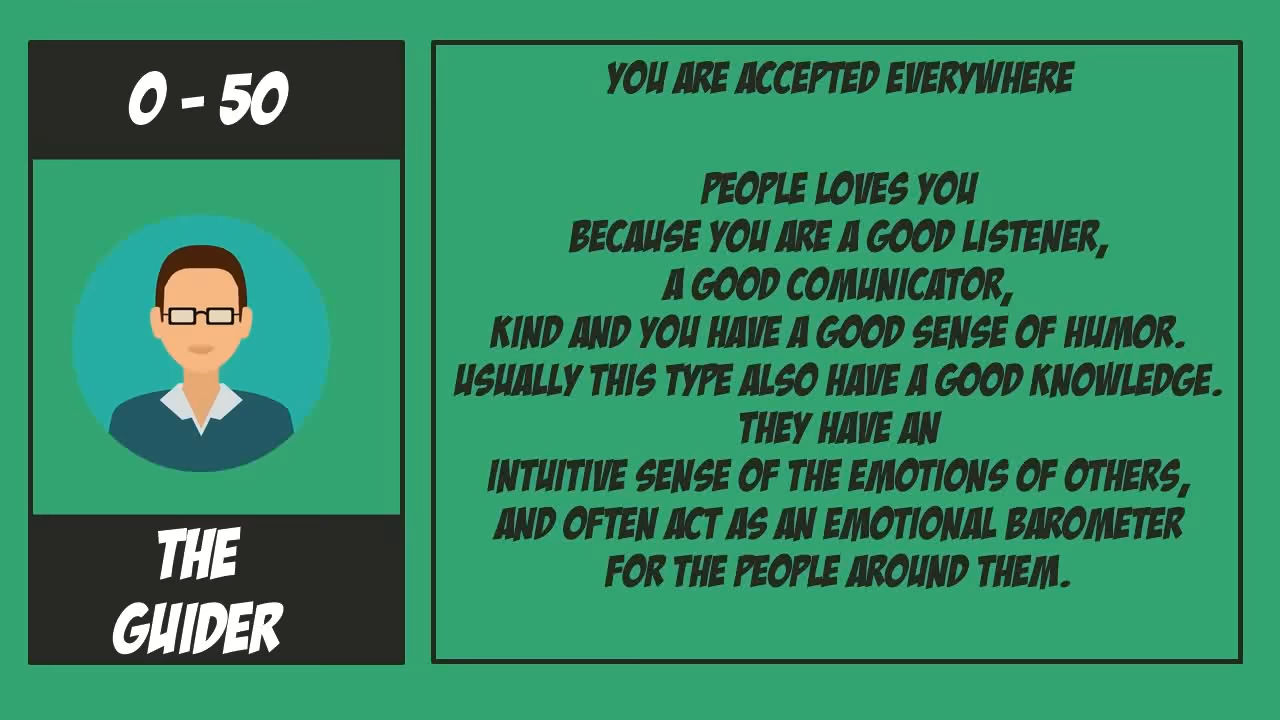 0 - 50
THE
GUIDER
YOU ARE ACCEPTED EVERYWHERE
PEOPLE LOVES YOU
BECAUSE YOU ARE A GOOD LISTENER,
A GOOD COMUNICATOR,
KIND AND YOU HAVE A GOOD SENSE OF HUMOR.
USUALLY THIS TYPE ALSO HAVE A GOOD KNOWLEDGE.
THEY HAVE AN
INTUITIVE SENSE OF THE EMOTIONS OF OTHERS,
AND OFTEN ACT AS AN EMOTIONAL BAROMETER
FOR THE PEOPLE AROUND THEM.